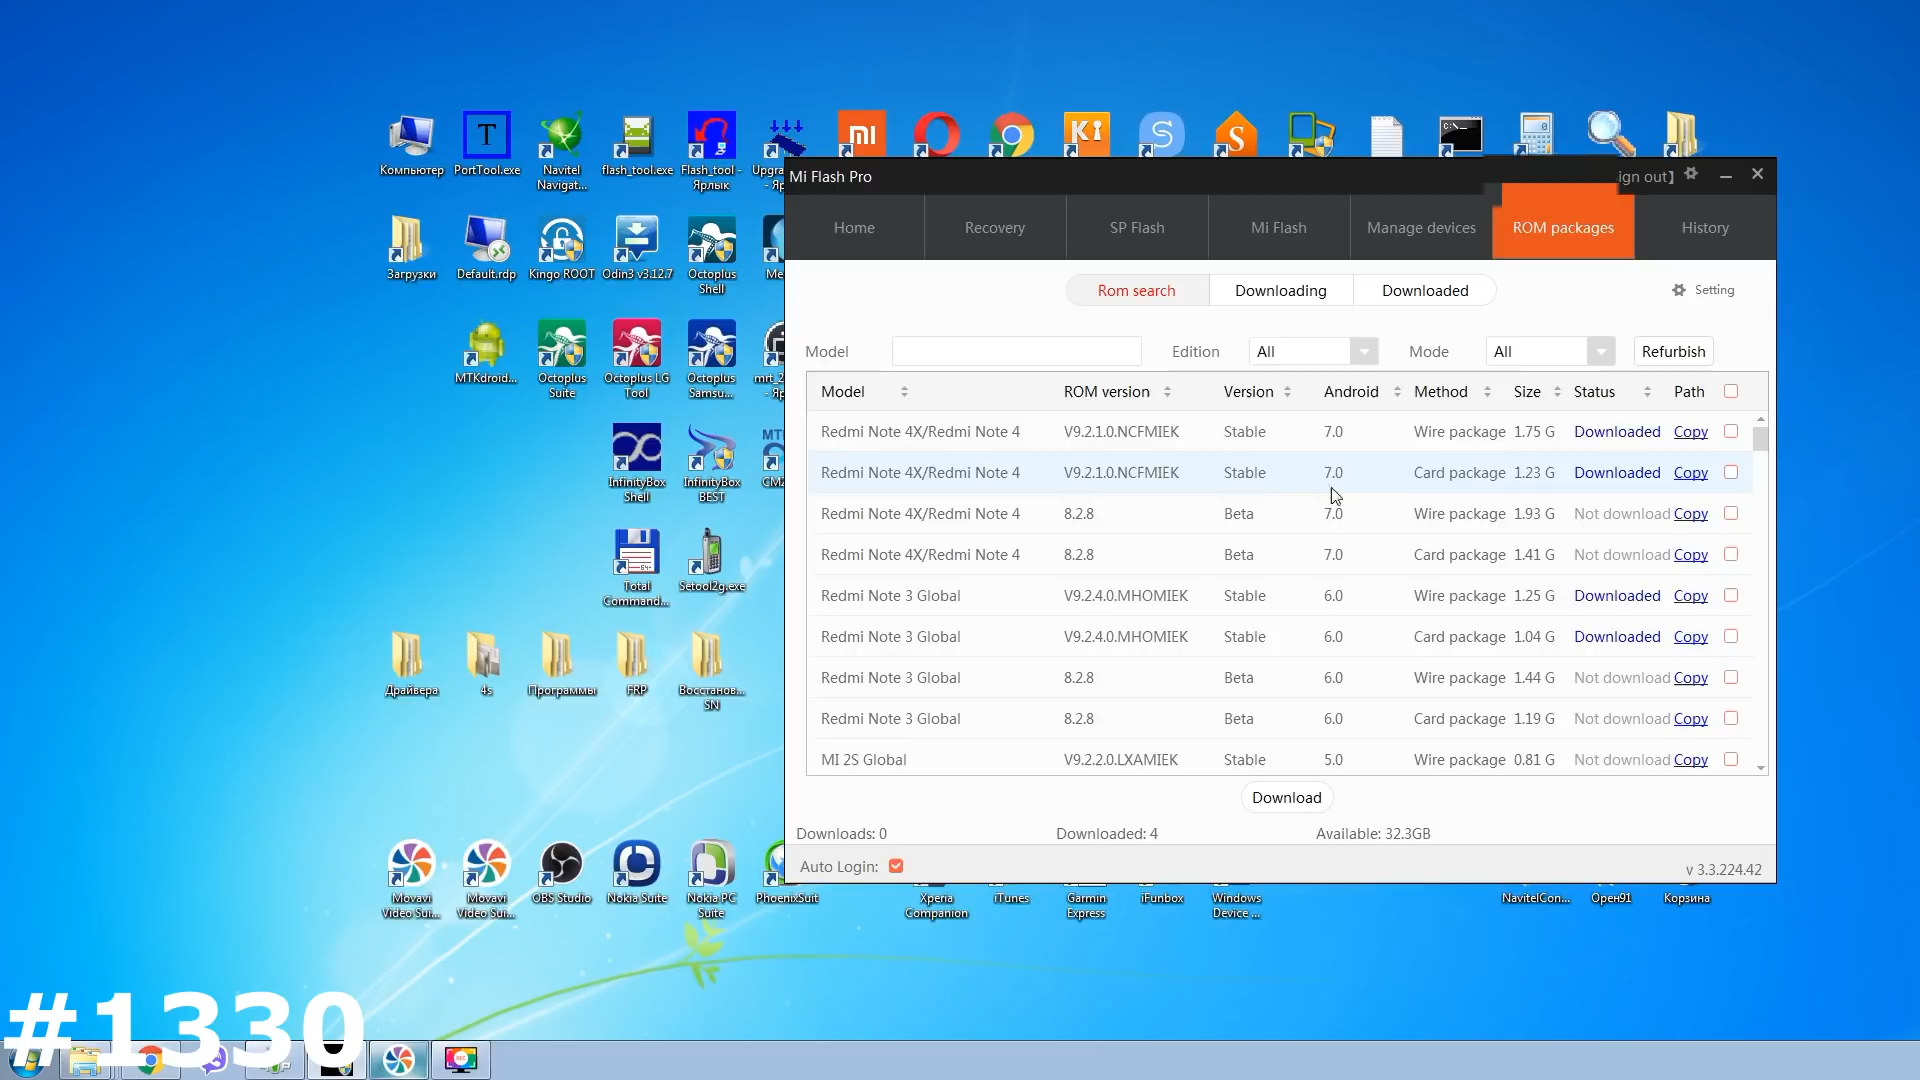 Компьютер
PortTool.exe
Navitel
Navigat...
flash_tool.exe
Flash_tool -
Ярлык
Загрузки
Default.rdp
Kingo ROOT
Odin3 v3.12.7
Octoplus
Shell
MTKdroid...
Octoplus
Suite
Octoplus LG
Tool
Octoplus
Samsu...
InfinityBox
Shell
InfinityBox
BEST
Total
Command...
Setool2g.exe
Драйвера
4s
Программы
FRP
Восстанов...
SN
Movavi
Video Sui...
Movavi
Video Sui...
OBS Studio
Nokia Suite
Nokia PC
Suite
PhoenixSuit
Xperia
Companion
iTunes
Garmin
Express
iFunbox
Windows
Device ...
NavitelCon...
Open91
Корзина
Mi Flash Pro
ign out】
Home
Recovery
SP Flash
Mi Flash
Manage devices
ROM packages
History
Rom search
Downloading
Downloaded
Setting
Model
Edition All
Mode All
Refurbish
Model ROM version Version Android Method Size Status Path
Redmi Note 4X/Redmi Note 4 V9.2.1.0.NCFMIEK Stable 7.0 Wire package 1.75 G Downloaded Copy
Redmi Note 4X/Redmi Note 4 V9.2.1.0.NCFMIEK Stable 7.0 Card package 1.23 G Downloaded Copy
Redmi Note 4X/Redmi Note 4 8.2.8 Beta 7.0 Wire package 1.93 G Not download Copy
Redmi Note 4X/Redmi Note 4 8.2.8 Beta 7.0 Card package 1.41 G Not download Copy
Redmi Note 3 Global V9.2.4.0.MHOMIEK Stable 6.0 Wire package 1.25 G Downloaded Copy
Redmi Note 3 Global V9.2.4.0.MHOMIEK Stable 6.0 Card package 1.04 G Downloaded Copy
Redmi Note 3 Global 8.2.8 Beta 6.0 Wire package 1.44 G Not download Copy
Redmi Note 3 Global 8.2.8 Beta 6.0 Card package 1.19 G Not download Copy
MI 2S Global V9.2.2.0.LXAMIEK Stable 5.0 Wire package 0.81 G Not download Copy
Download
Downloads: 0
Downloaded: 4
Available: 32.3GB
Auto Login:
v 3.3.224.42
#1330